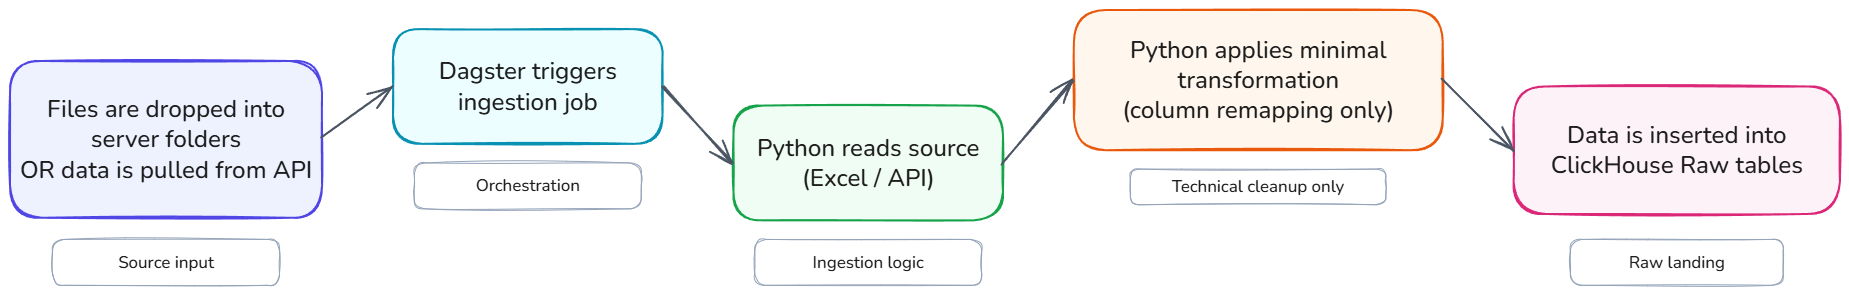 Files are dropped into
server folders
OR data is pulled from API
Source input
Dagster triggers
ingestion job
Orchestration
Python reads source
(Excel / API)
Ingestion logic
Python applies minimal
transformation
(column remapping only)
Technical cleanup only
Data is inserted into
ClickHouse Raw tables
Raw landing